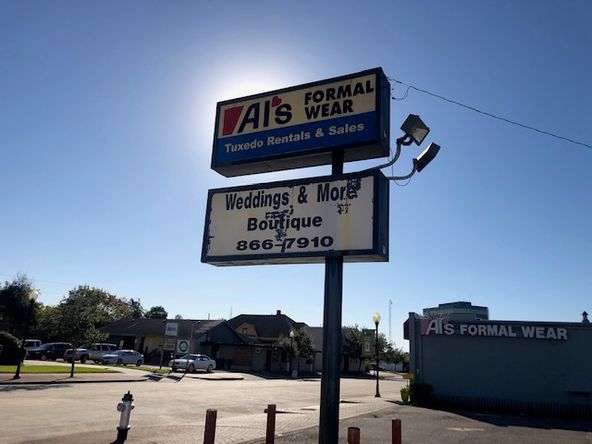 Al's FORMAL
WEAR
Tuxedo Rentals & Sales
Weddings & More
Boutique
866-7910
Al's FORMAL WEAR